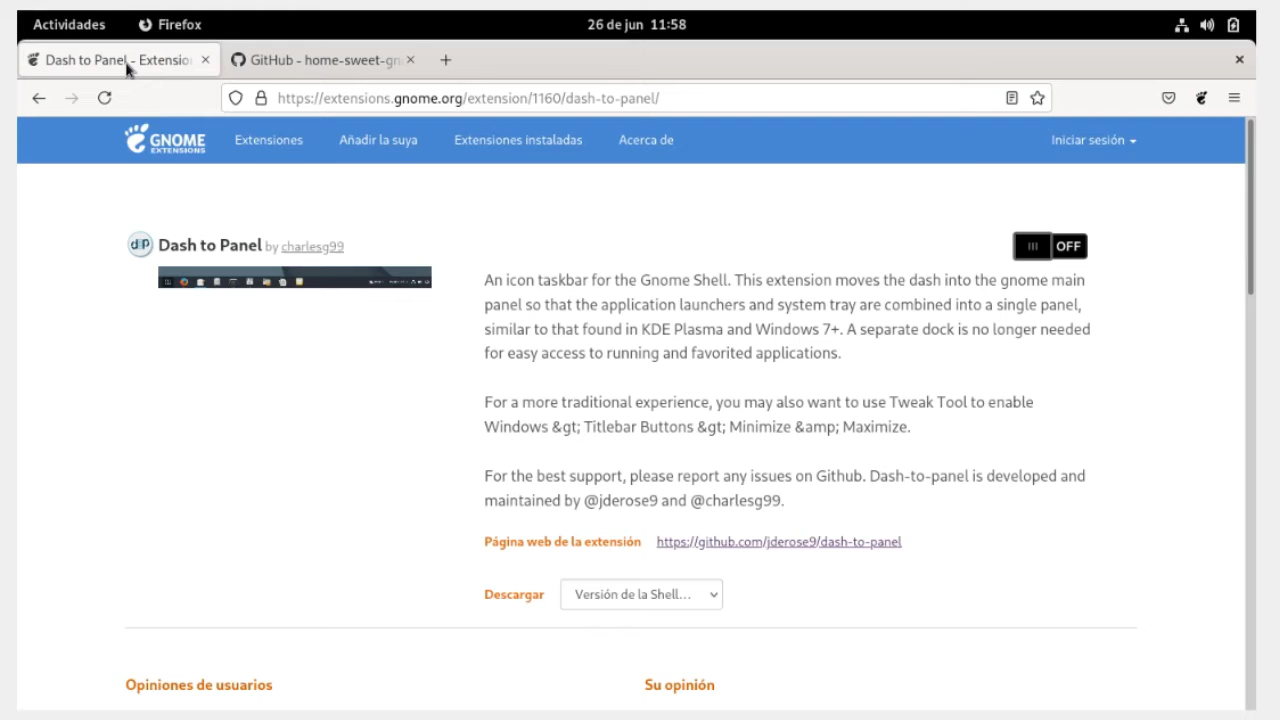 Actividades Firefox 26 de jun 11:58
Dash to Panel - Extensio GitHub - home-sweet-gn
https://extensions.gnome.org/extension/1160/dash-to-panel/
GNOME EXTENSIONS Extensiones Añadir la suya Extensiones instaladas Acerca de Iniciar sesión
Dash to Panel by charlesg99 OFF
An icon taskbar for the Gnome Shell. This extension moves the dash into the gnome main
panel so that the application launchers and system tray are combined into a single panel,
similar to that found in KDE Plasma and Windows 7+. A separate dock is no longer needed
for easy access to running and favorited applications.
For a more traditional experience, you may also want to use Tweak Tool to enable
Windows &gt; Titlebar Buttons &gt; Minimize &amp; Maximize.
For the best support, please report any issues on Github. Dash-to-panel is developed and
maintained by @jderose9 and @charlesg99.
Página web de la extensión https://github.com/jderose9/dash-to-panel
Descargar Versión de la Shell...
Opiniones de usuarios Su opinión